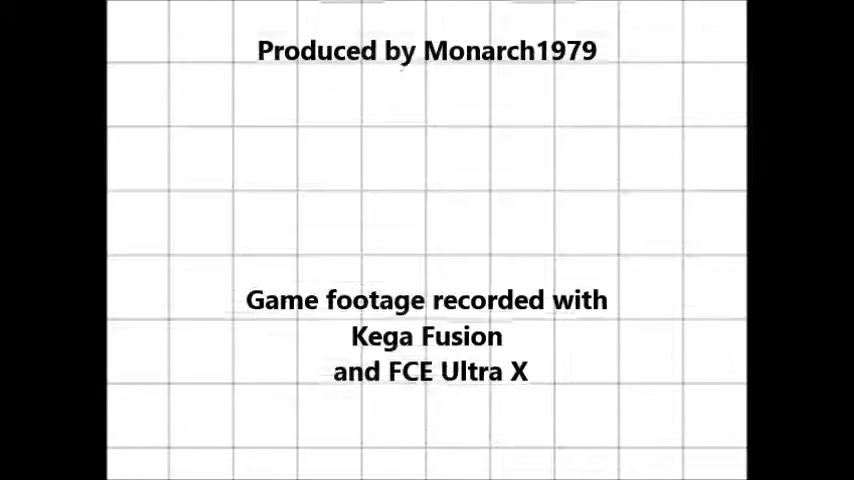 Produced by Monarch1979
Game footage recorded with
Kega Fusion
and FCE Ultra X